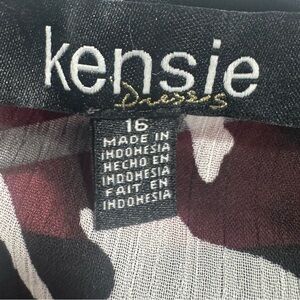 kensie
Dresses
16
MADE IN
INDONESIA
HECHO EN
INDONESIA
FAIT EN
INDONESIA